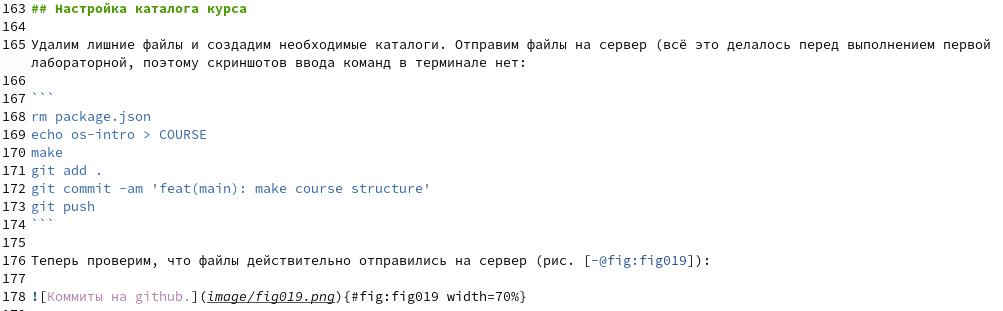 163 ## Настройка каталога курса
164
165 Удалим лишние файлы и создадим необходимые каталоги. Отправим файлы на сервер (всё это делалось перед выполнением первой
лабораторной, поэтому скриншотов ввода команд в терминале нет:
166
167 ```
168 rm package.json
169 echo os-intro > COURSE
170 make
171 git add .
172 git commit -am 'feat(main): make course structure'
173 git push
174 ```
175
176 Теперь проверим, что файлы действительно отправились на сервер (рис. [-@fig:fig019]):
177
178 ![Коммиты на github.](image/fig019.png){#fig:fig019 width=70%}